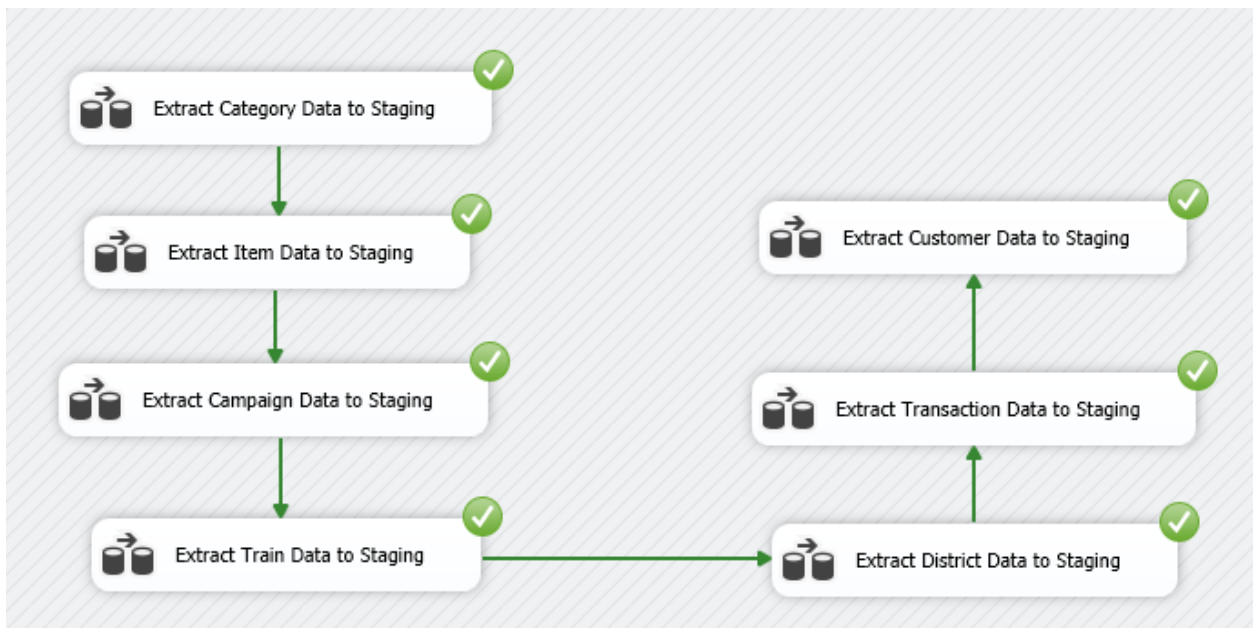 Extract Category Data to Staging
Extract Item Data to Staging
Extract Campaign Data to Staging
Extract Train Data to Staging
Extract District Data to Staging
Extract Transaction Data to Staging
Extract Customer Data to Staging